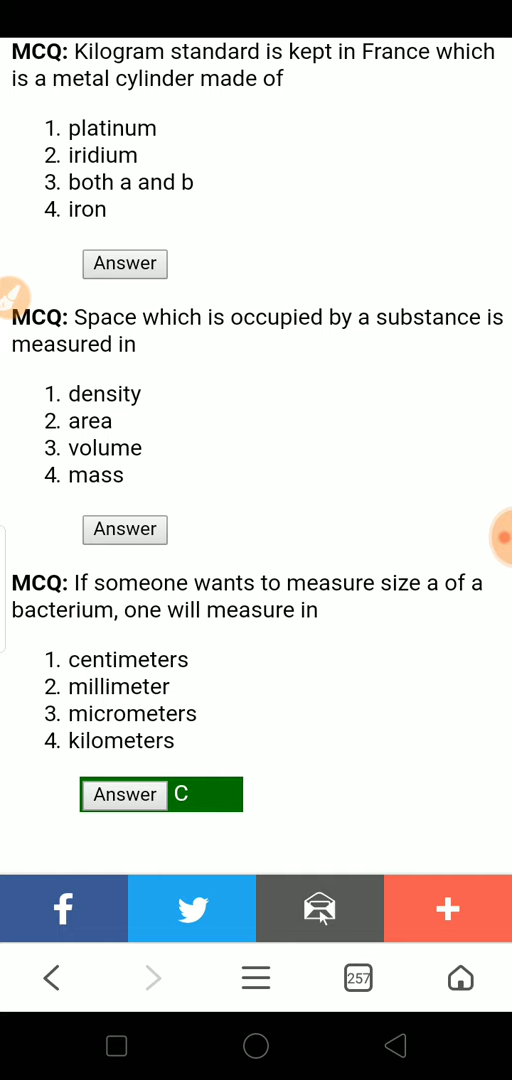 MCQ: Kilogram standard is kept in France which
is a metal cylinder made of
1. platinum
2. iridium
3. both a and b
4. iron
Answer
MCQ: Space which is occupied by a substance is
measured in
1. density
2. area
3. volume
4. mass
Answer
MCQ: If someone wants to measure size a of a
bacterium, one will measure in
1. centimeters
2. millimeter
3. micrometers
4. kilometers
Answer C
257